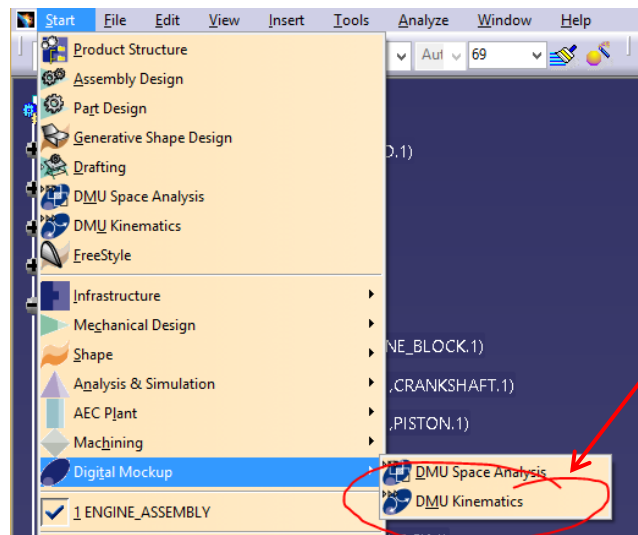 Start File Edit View Insert Tools Analyze Window Help
Product Structure
Aut 69
Assembly Design
Part Design
Generative Shape Design
O.1)
Drafting
DMU Space Analysis
DMU Kinematics
FreeStyle
Infrastructure
Mechanical Design
Shape
NE_BLOCK.1)
Analysis & Simulation
,CRANKSHAFT.1)
AEC Plant
,PISTON.1)
Machining
Digital Mockup
DMU Space Analysis
DMU Kinematics
1 ENGINE_ASSEMBLY